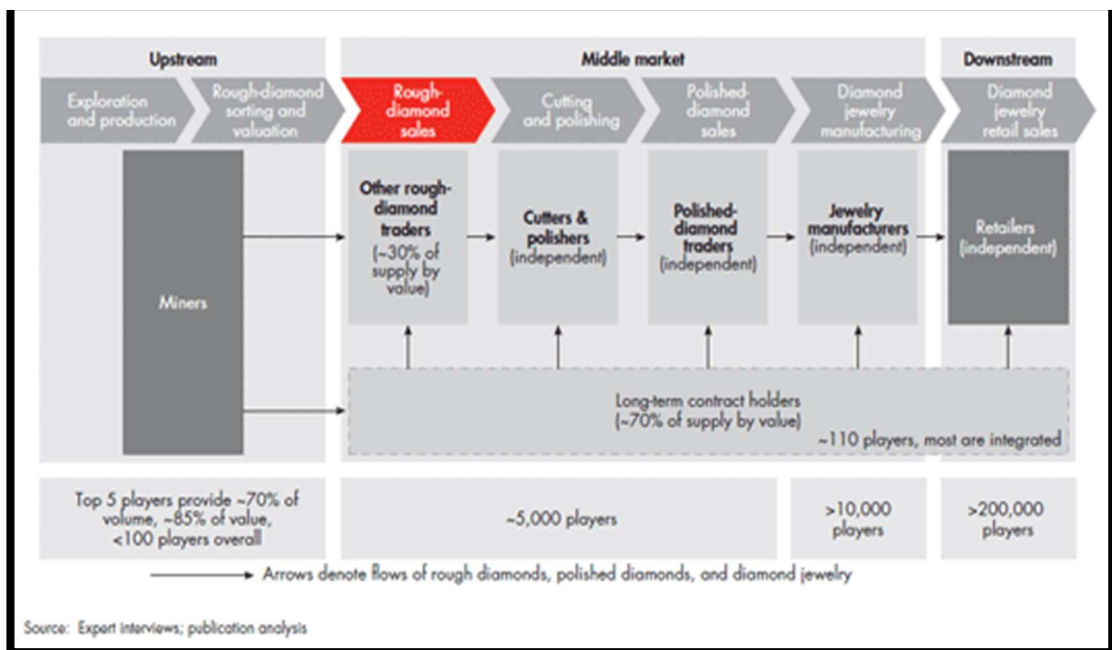 Upstream
Middle market
Downstream
Exploration
and production
Rough-diamond
sorting and
valuation
Rough-
diamond
sales
Cutting
and polishing
Polished-
diamond
sales
Diamond
jewelry
manufacturing
Diamond
jewelry
retail sales
Miners
Other rough-
diamond
traders
(~30% of
supply by
value)
Cutters &
polishers
(independent)
Polished-
diamond
traders
(independent)
Jewelry
manufacturers
(independent)
Retailers
(independent)
Long-term contract holders
(~70% of supply by value)
~110 players, most are integrated
Top 5 players provide ~70% of
volume, ~85% of value,
<100 players overall
~5,000 players
>10,000
players
>200,000
players
Arrows denote flows of rough diamonds, polished diamonds, and diamond jewelry
Source: Expert interviews; publication analysis